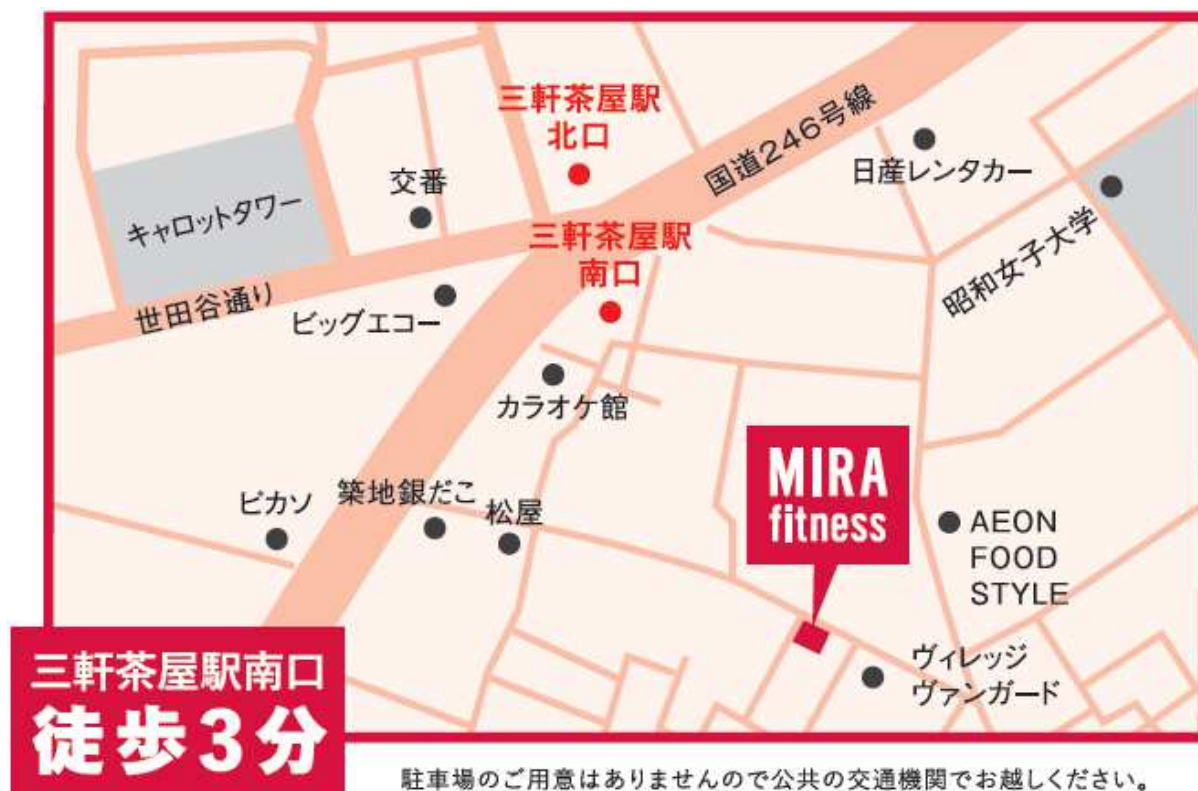 三軒茶屋駅
北口
国道246号線
日産レンタカー
交番
キャロットタワー
三軒茶屋駅
南口
昭和女子大学
世田谷通り
ビッグエコー
カラオケ館
MIRA
fitness
ピカソ
築地銀だこ
松屋
AEON
FOOD
STYLE
ヴィレッジ
ヴァンガード
三軒茶屋駅南口
徒歩3分
駐車場のご用意はありませんので公共の交通機関でお越しください。